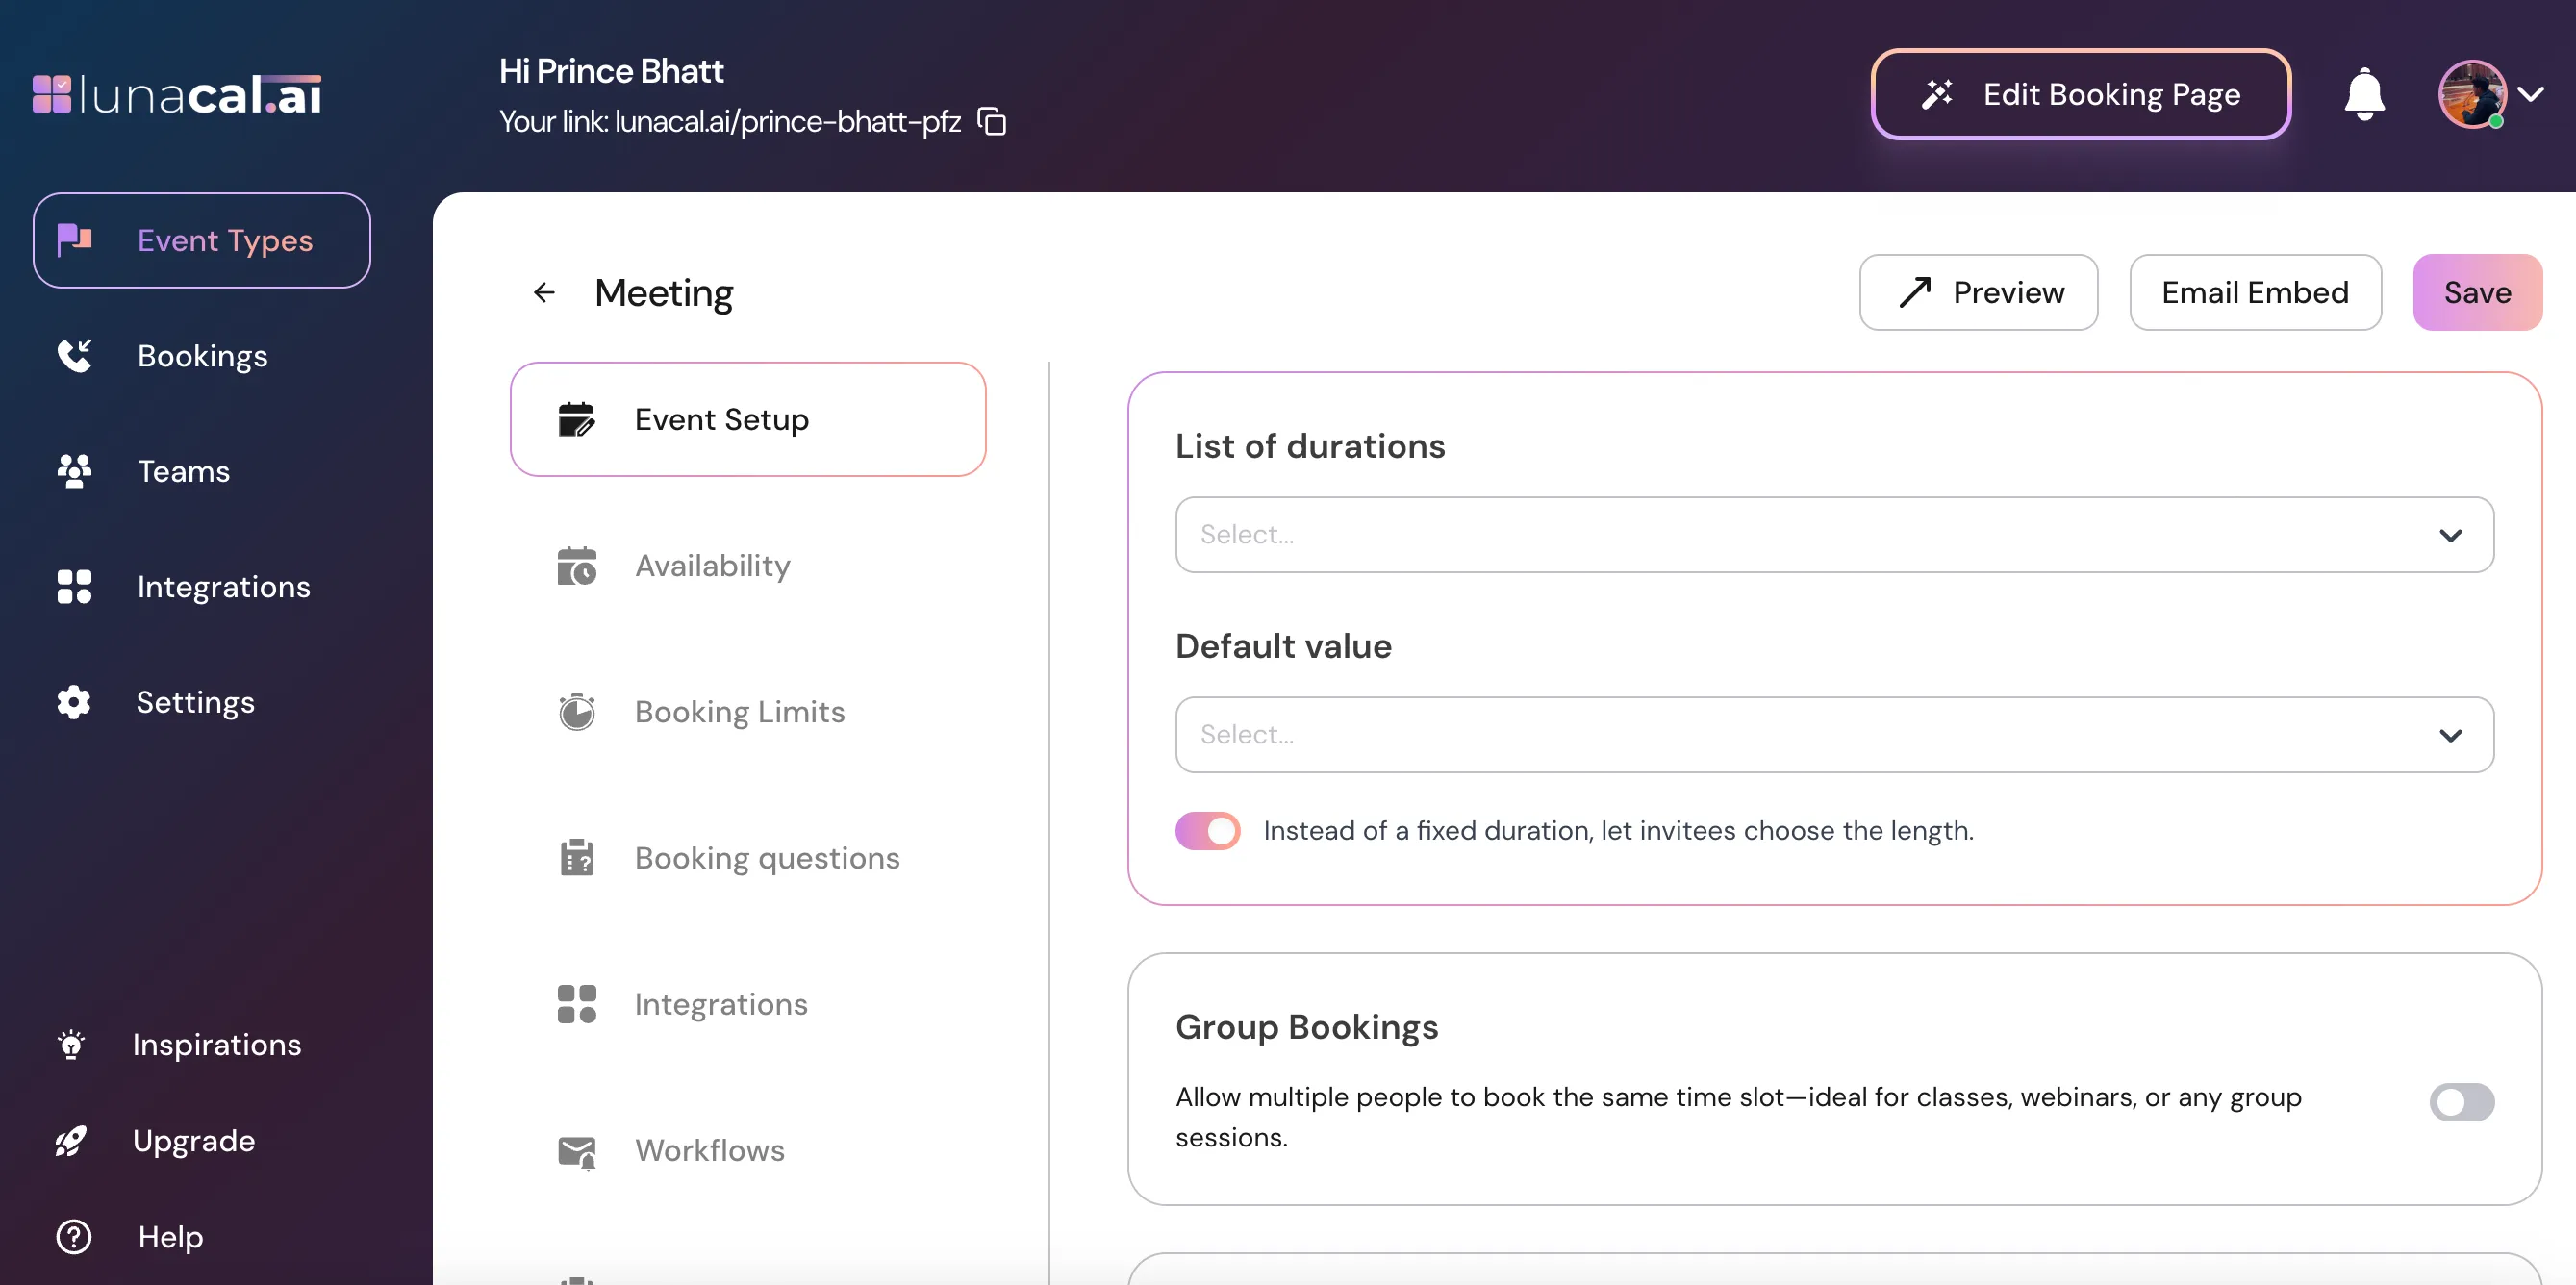 lunacal.ai
Hi Prince Bhatt
Your link: lunacal.ai/prince-bhatt-pfz
Edit Booking Page
Event Types
Bookings
Teams
Integrations
Settings
Inspirations
Upgrade
Help
Meeting
Preview
Email Embed
Save
Event Setup
Availability
Booking Limits
Booking questions
Integrations
Workflows
List of durations
Select...
Default value
Select...
Instead of a fixed duration, let invitees choose the length.
Group Bookings
Allow multiple people to book the same time slot—ideal for classes, webinars, or any group
sessions.